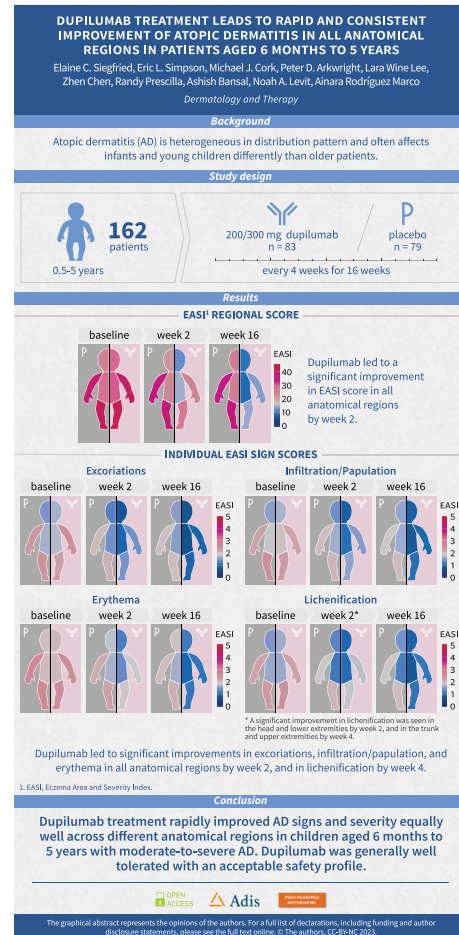 DUPILUMAB TREATMENT LEADS TO RAPID AND CONSISTENT
IMPROVEMENT OF ATOPIC DERMATITIS IN ALL ANATOMICAL
REGIONS IN PATIENTS AGED 6 MONTHS TO 5 YEARS
Elaine C. Siegfried, Eric L. Simpson, Michael J. Cork, Peter D. Arkwright, Lara Wine Lee,
Zhen Chen, Randy Prescilla, Ashish Bansal, Noah A. Levit, Ainara Rodríguez Marco
Dermatology and Therapy
Background
Atopic dermatitis (AD) is heterogeneous in distribution pattern and often affects
infants and young children differently than older patients.
Study design
162
patients
0.5-5 years
200/300 mg dupilumab
n = 83
P
placebo
n = 79
every 4 weeks for 16 weeks
Results
EASI¹ REGIONAL SCORE
baseline week 2 week 16
P P P
EASI
40
30
20
10
0
Dupilumab led to a
significant improvement
in EASI score in all
anatomical regions
by week 2.
INDIVIDUAL EASI SIGN SCORES
Excoriations
baseline week 2 week 16
P P P
EASI
5
4
3
2
1
0
Infiltration/Papulation
baseline week 2 week 16
P P P
EASI
5
4
3
2
1
0
Erythema
baseline week 2 week 16
P P P
EASI
5
4
3
2
1
0
Lichenification
baseline week 2* week 16
P P P
EASI
5
4
3
2
1
0
* A significant improvement in lichenification was seen in
the head and lower extremities by week 2, and in the trunk
and upper extremities by week 4.
Dupilumab led to significant improvements in excoriations, infiltration/papulation, and
erythema in all anatomical regions by week 2, and in lichenification by week 4.
1. EASI, Eczema Area and Severity Index.
Conclusion
Dupilumab treatment rapidly improved AD signs and severity equally
well across different anatomical regions in children aged 6 months to
5 years with moderate-to-severe AD. Dupilumab was generally well
tolerated with an acceptable safety profile.
OPEN
ACCESS
Adis
PEER-REVIEWED
INFOGRAPHIC
The graphical abstract represents the opinions of the authors. For a full list of declarations, including funding and author
disclosure statements, please see the full text online. © The authors, CC-BY-NC 2023.